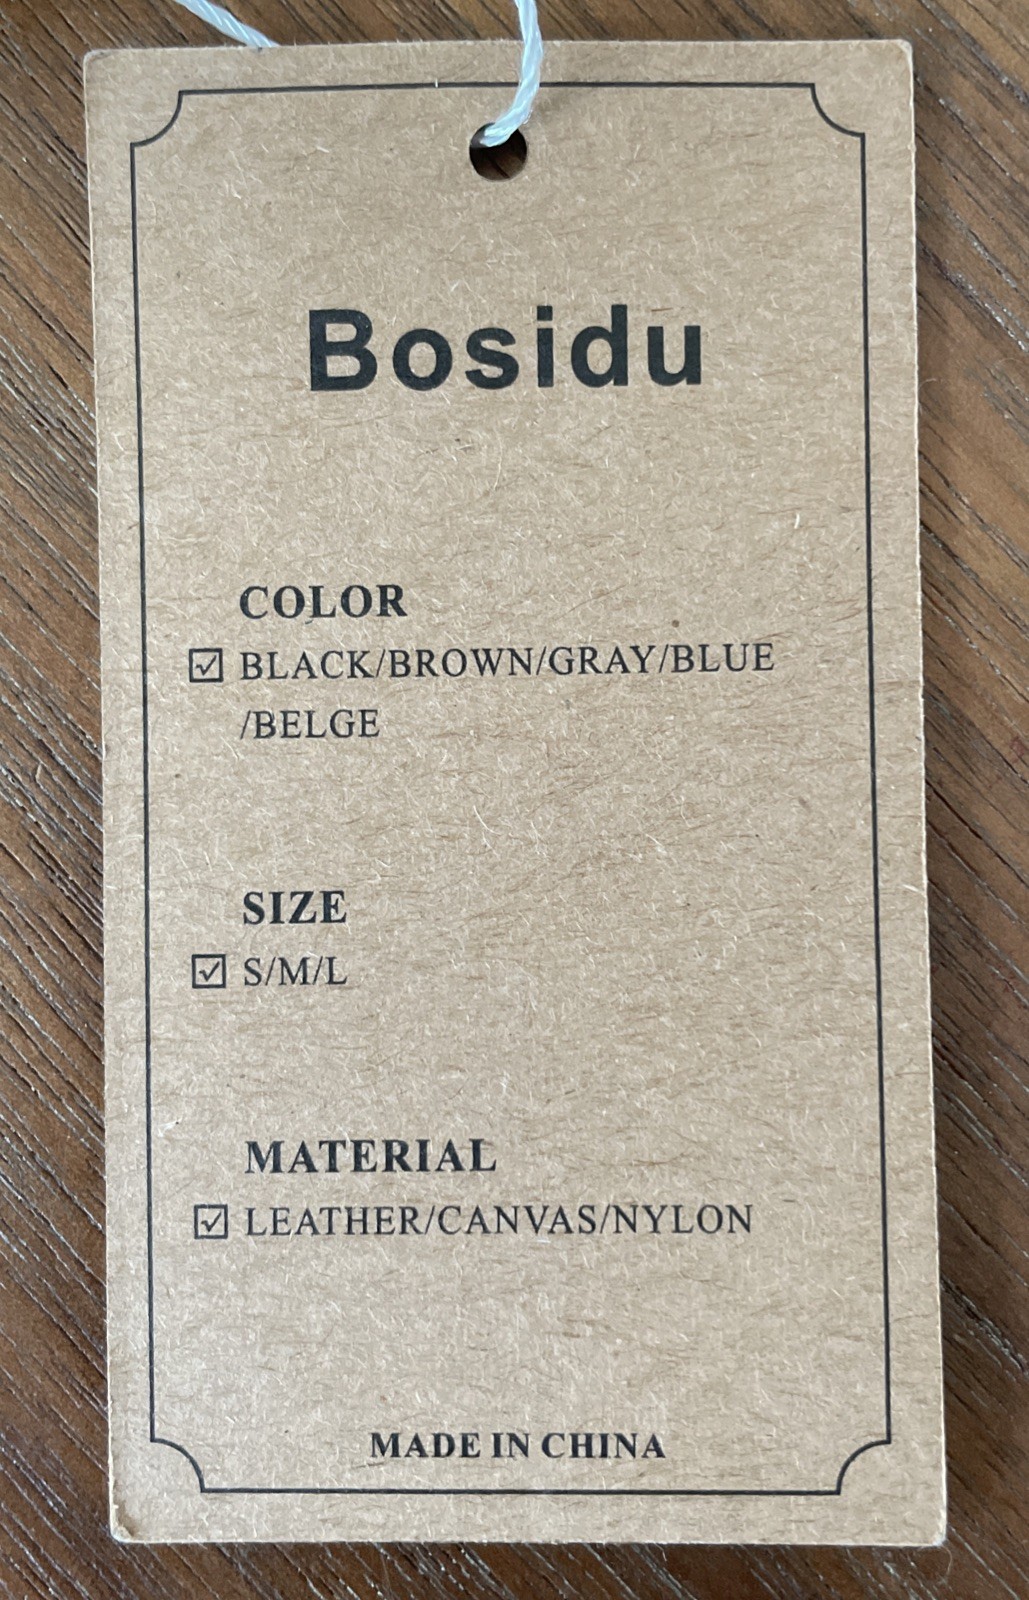 Bosidu
COLOR
☑ BLACK/BROWN/GRAY/BLUE
/BELGE
SIZE
☑ S/M/L
MATERIAL
☑ LEATHER/CANVAS/NYLON
MADE IN CHINA